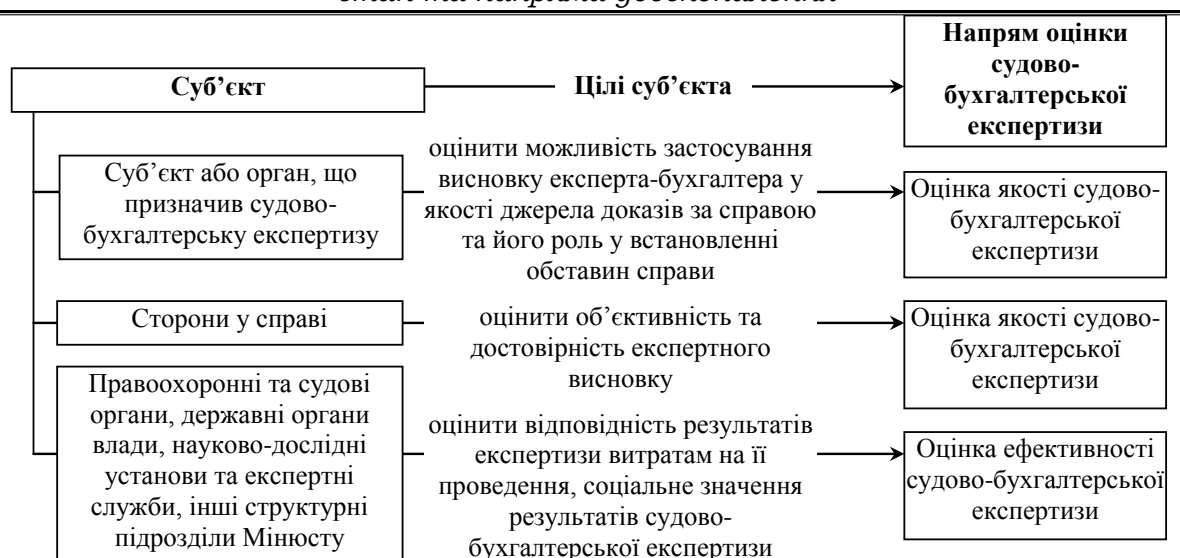 Суб’єкт
Цілі суб’єкта
Напрям оцінки
судово-
бухгалтерської
експертизи
Суб’єкт або орган, що
призначив судово-
бухгалтерську експертизу
оцінити можливість застосування
висновку експерта-бухгалтера у
якості джерела доказів за справою
та його роль у встановленні
обставин справи
Оцінка якості судово-
бухгалтерської
експертизи
Сторони у справі
оцінити об’єктивність та
достовірність експертного
висновку
Оцінка якості судово-
бухгалтерської
експертизи
Правоохоронні та судові
органи, державні органи
влади, науково-дослідні
установи та експертні
служби, інші структурні
підрозділи Мінюсту
оцінити відповідність результатів
експертизи витратам на її
проведення, соціальне значення
результатів судово-
бухгалтерської експертизи
Оцінка ефективності
судово-бухгалтерської
експертизи